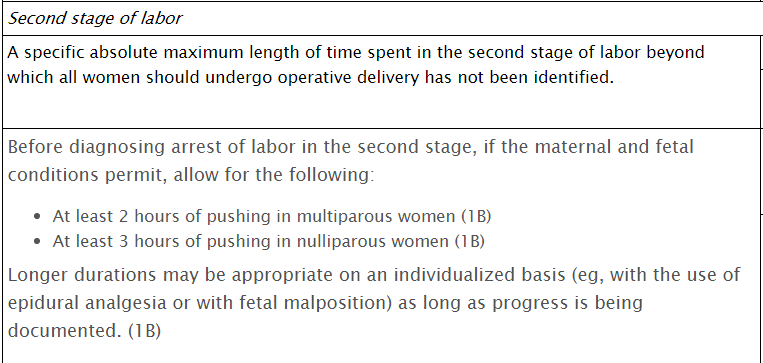 Second stage of labor
A specific absolute maximum length of time spent in the second stage of labor beyond
which all women should undergo operative delivery has not been identified.
Before diagnosing arrest of labor in the second stage, if the maternal and fetal
conditions permit, allow for the following:
• At least 2 hours of pushing in multiparous women (1B)
• At least 3 hours of pushing in nulliparous women (1B)
Longer durations may be appropriate on an individualized basis (eg, with the use of
epidural analgesia or with fetal malposition) as long as progress is being
documented. (1B)